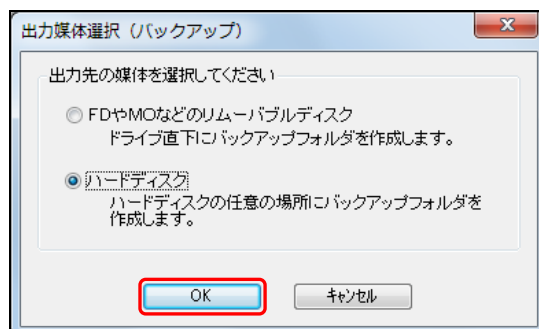 出力媒体選択（バックアップ）
出力先の媒体を選択してください
FDやMOなどのリムーバブルディスク
ドライブ直下にバックアップフォルダを作成します。
ハードディスク
ハードディスクの任意の場所にバックアップフォルダを
作成します。
OK
キャンセル